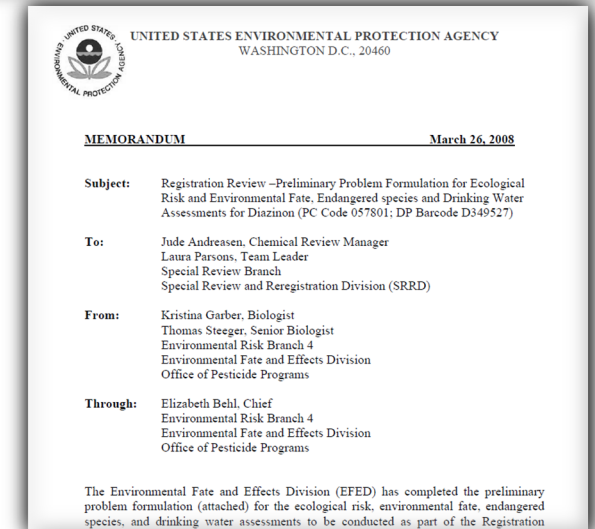 UNITED STATES ENVIRONMENTAL PROTECTION AGENCY
WASHINGTON D.C., 20460
UNITED STATES
ENVIRONMENTAL PROTECTION AGENCY
MEMORANDUM March 26, 2008
Subject: Registration Review –Preliminary Problem Formulation for Ecological
Risk and Environmental Fate, Endangered species and Drinking Water
Assessments for Diazinon (PC Code 057801; DP Barcode D349527)
To: Jude Andreasen, Chemical Review Manager
Laura Parsons, Team Leader
Special Review Branch
Special Review and Reregistration Division (SRRD)
From: Kristina Garber, Biologist
Thomas Steeger, Senior Biologist
Environmental Risk Branch 4
Environmental Fate and Effects Division
Office of Pesticide Programs
Through: Elizabeth Behl, Chief
Environmental Risk Branch 4
Environmental Fate and Effects Division
Office of Pesticide Programs
The Environmental Fate and Effects Division (EFED) has completed the preliminary
problem formulation (attached) for the ecological risk, environmental fate, endangered
species, and drinking water assessments to be conducted as part of the Registration